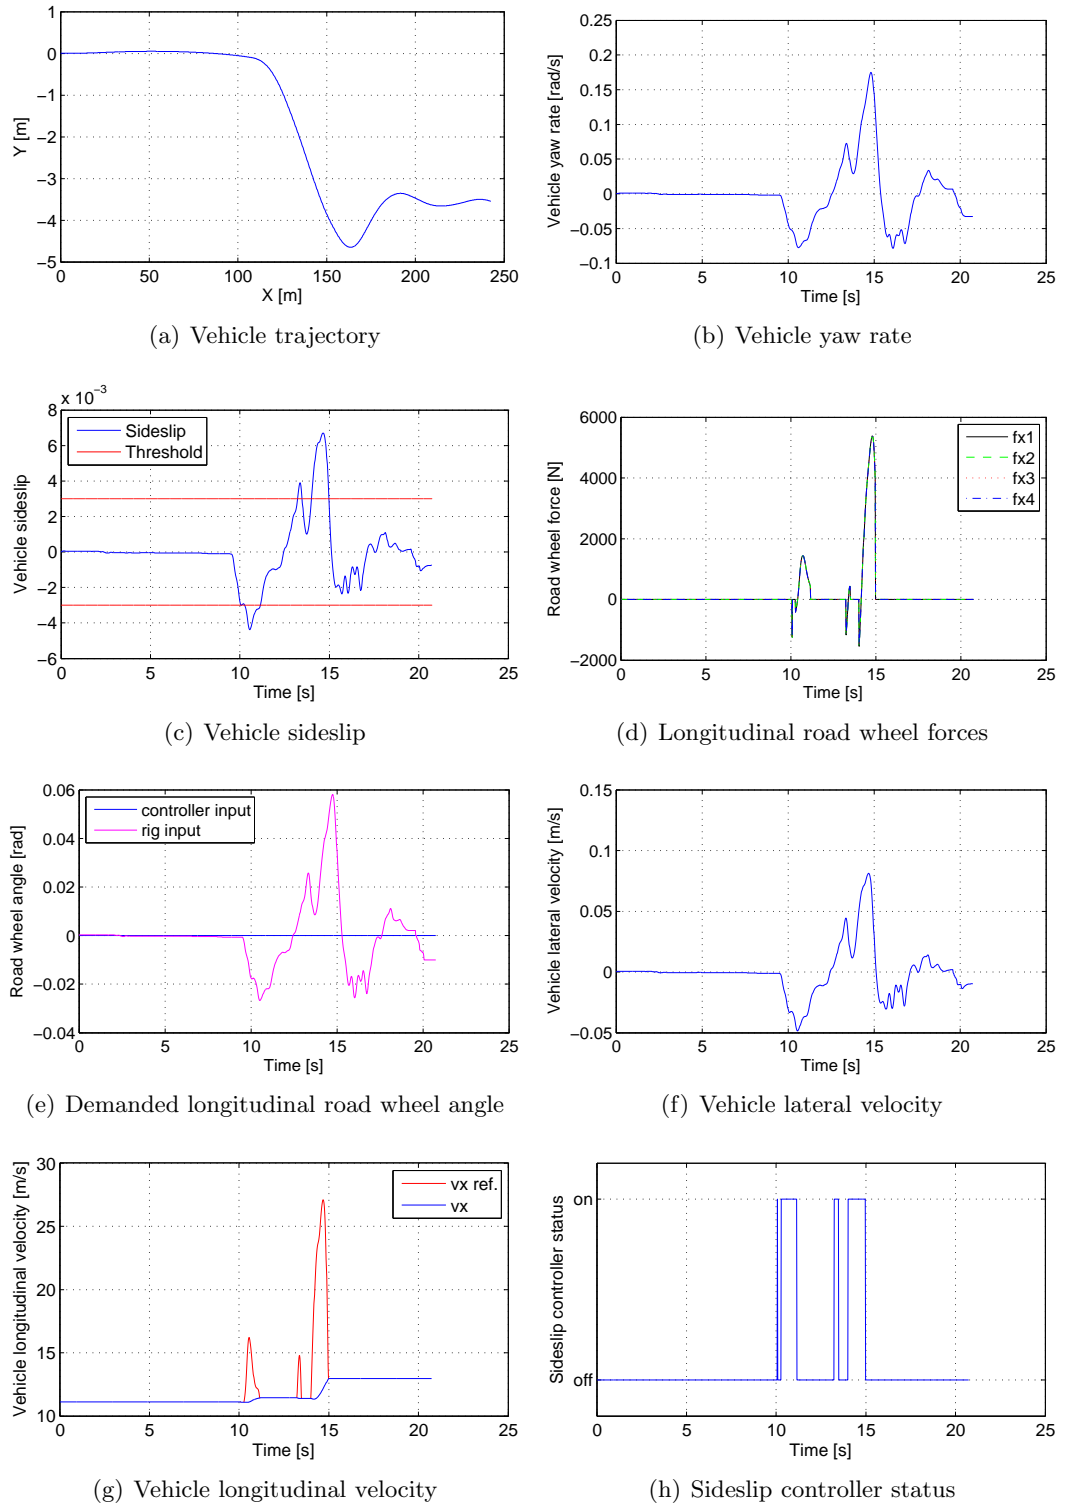 1
0
−1
−2
−3
−4
−5
Y [m]
0 50 100 150 200 250
X [m]
(a) Vehicle trajectory
0.25
0.2
0.15
0.1
0.05
0
−0.05
−0.1
Vehicle yaw rate [rad/s]
0 5 10 15 20 25
Time [s]
(b) Vehicle yaw rate
x 10⁻³
8
6
4
2
0
−2
−4
−6
Vehicle sideslip
Sideslip
Threshold
0 5 10 15 20 25
Time [s]
(c) Vehicle sideslip
6000
4000
2000
0
−2000
Road wheel force [N]
fx1
fx2
fx3
fx4
0 5 10 15 20 25
Time [s]
(d) Longitudinal road wheel forces
0.06
0.04
0.02
0
−0.02
−0.04
Road wheel angle [rad]
controller input
rig input
0 5 10 15 20 25
Time [s]
(e) Demanded longitudinal road wheel angle
0.15
0.1
0.05
0
−0.05
Vehicle lateral velocity [m/s]
0 5 10 15 20 25
Time [s]
(f) Vehicle lateral velocity
30
25
20
15
10
Vehicle longitudinal velocity [m/s]
vx ref.
vx
0 5 10 15 20 25
Time [s]
(g) Vehicle longitudinal velocity
on
off
Sideslip controller status
0 5 10 15 20 25
Time [s]
(h) Sideslip controller status